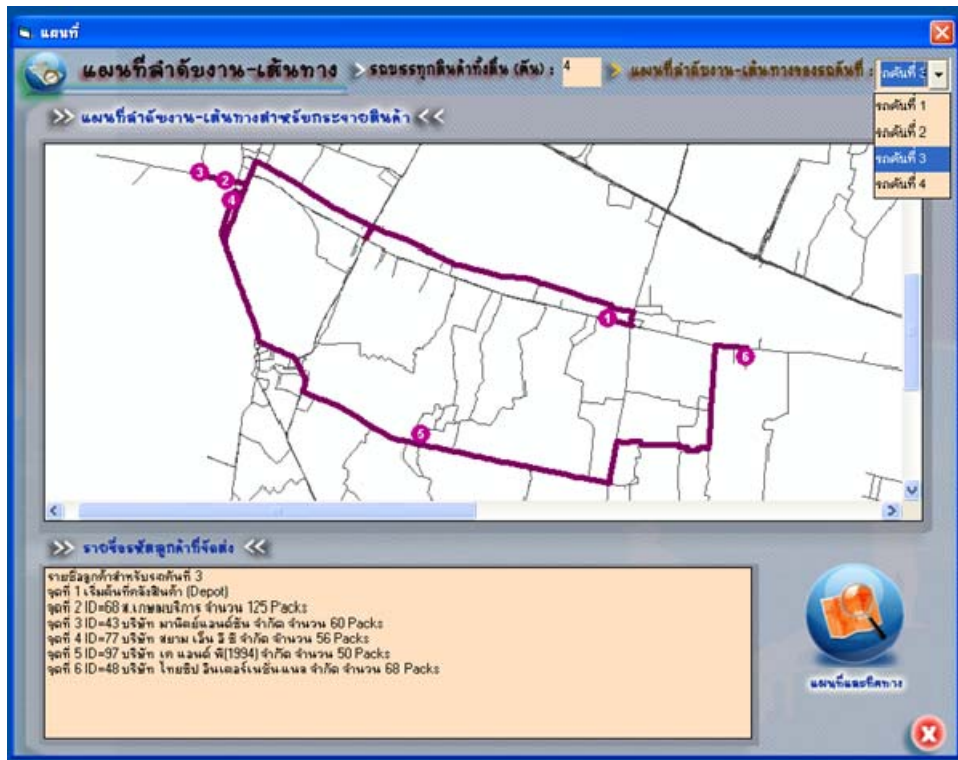 แผนที่
แผนที่ลำดับงาน-เส้นทาง
รถบรรทุกสินค้าทั้งสิ้น (คัน) : 4
แผนที่ลำดับงาน-เส้นทางของรถคันที่ :
รถคันที่ 3
รถคันที่ 1
รถคันที่ 2
รถคันที่ 3
รถคันที่ 4
>> แผนที่ลำดับงาน-เส้นทางสำหรับกระจายสินค้า <<
3
2
4
1
6
5
>> รายชื่อรหัสลูกค้าที่จัดส่ง <<
รายชื่อลูกค้าสำหรับรถคันที่ 3
จุดที่ 1 เริ่มต้นที่คลังสินค้า (Depot)
จุดที่ 2 ID=68 ส.เกษมบริการ จำนวน 125 Packs
จุดที่ 3 ID=43 บริษัท มานิตย์แอนด์ซัน จำกัด จำนวน 60 Packs
จุดที่ 4 ID=77 บริษัท สยาม เอ็น อี ซี จำกัด จำนวน 56 Packs
จุดที่ 5 ID=97 บริษัท เค แอนด์ พี(1994) จำกัด จำนวน 50 Packs
จุดที่ 6 ID=48 บริษัท ไทยซิป อินเตอร์เนชั่นแนล จำกัด จำนวน 68 Packs
แผนที่และทิศทาง